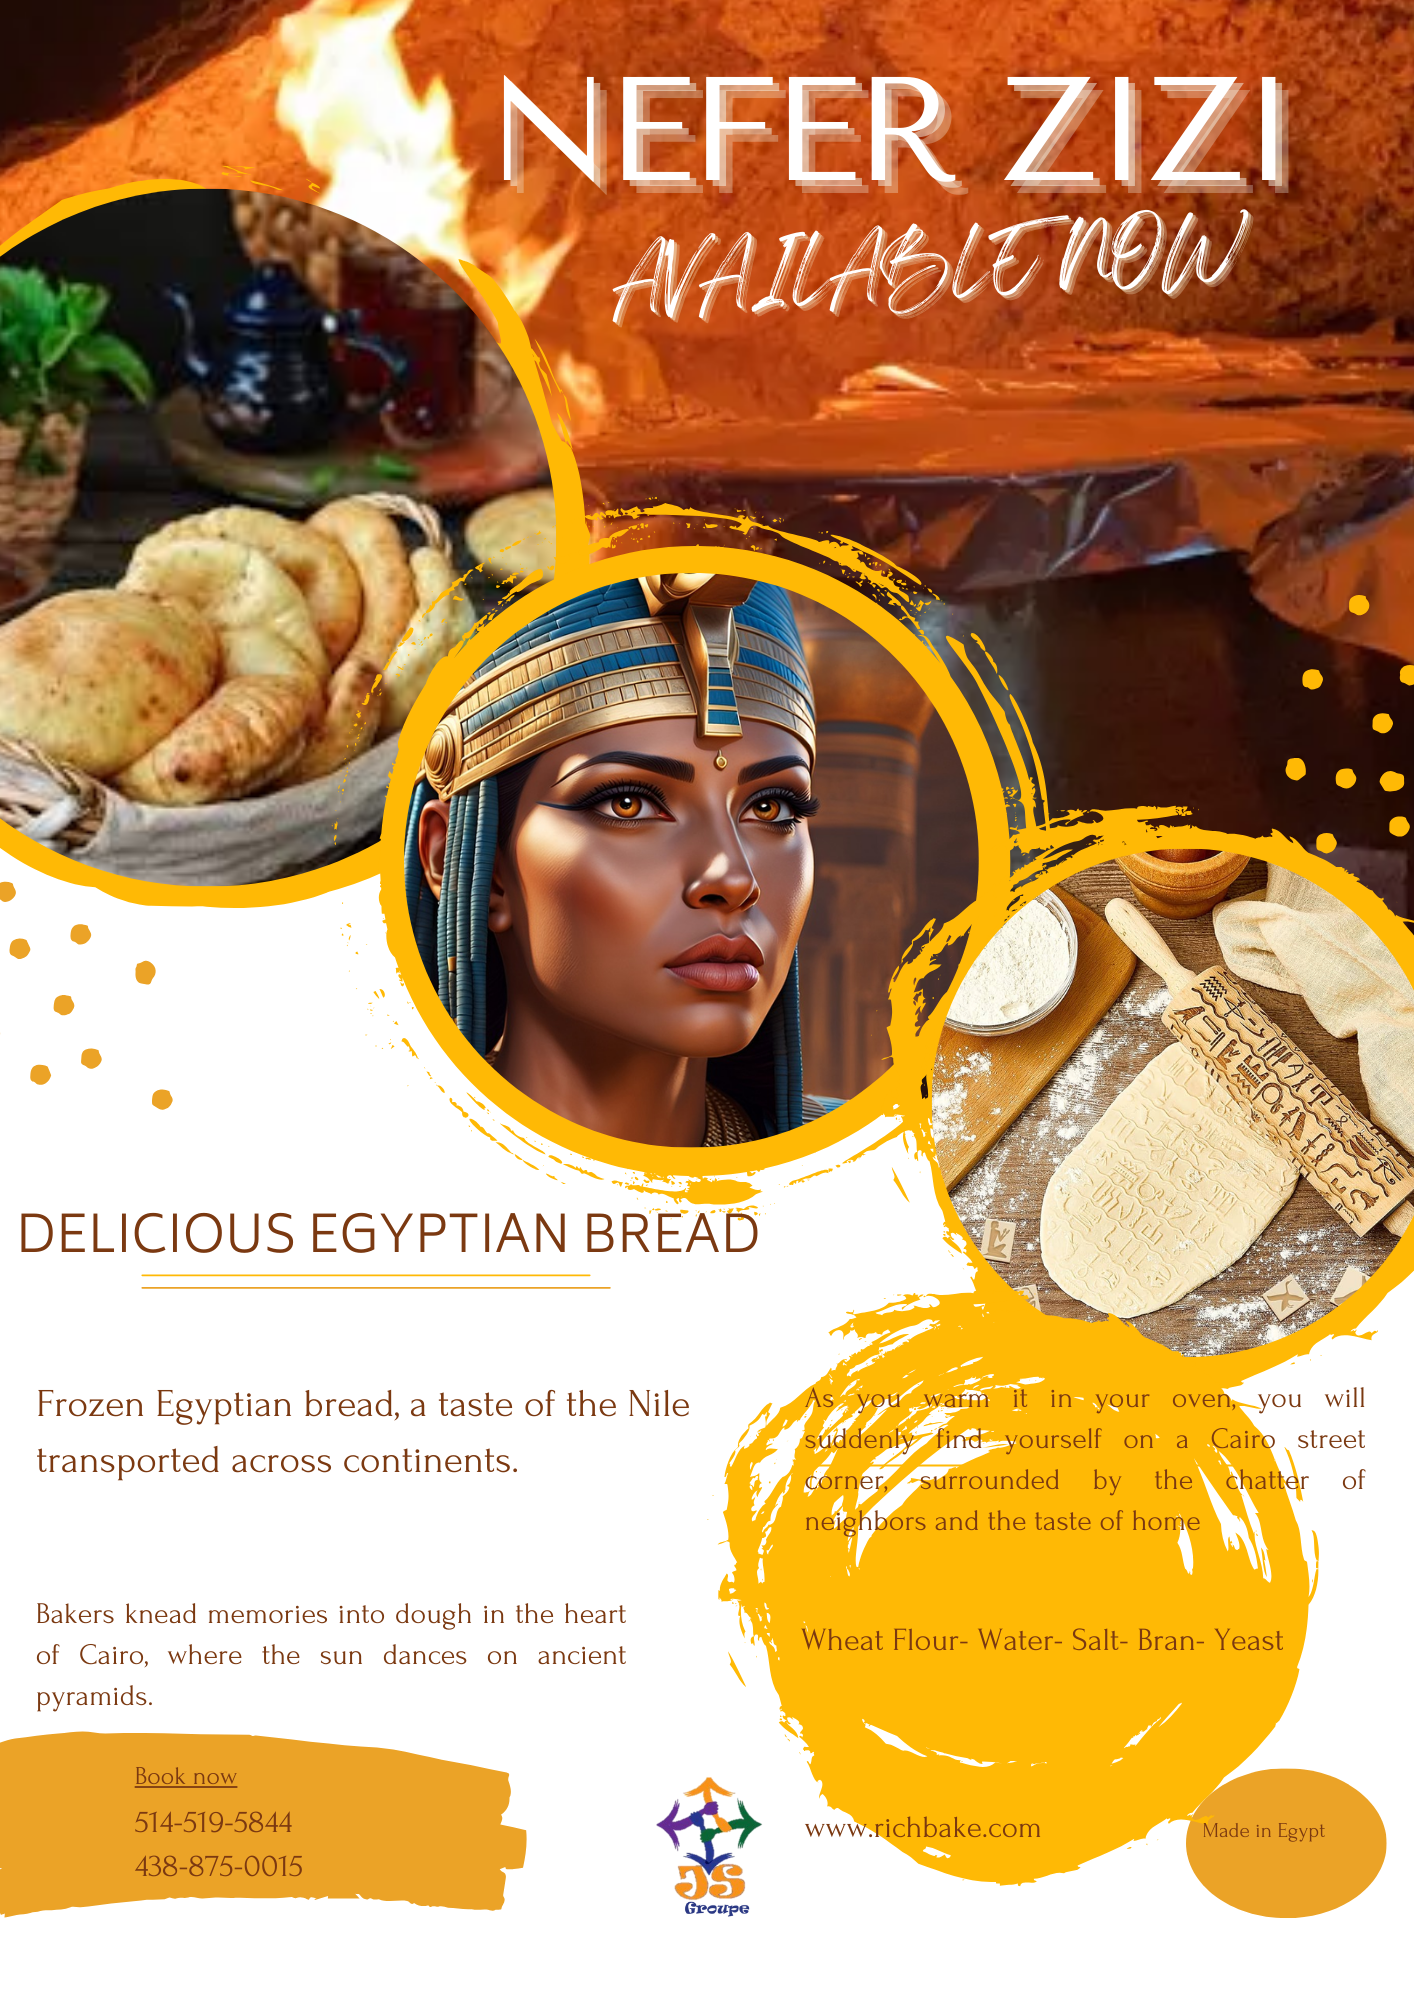 NEFER ZIZI
AVAILABLE NOW
DELICIOUS EGYPTIAN BREAD
Frozen Egyptian bread, a taste of the Nile
transported across continents.
As you warm it in your oven, you will
suddenly find yourself on a Cairo street
corner, surrounded by the chatter of
neighbors and the taste of home
Bakers knead memories into dough in the heart
of Cairo, where the sun dances on ancient
pyramids.
Wheat Flour- Water- Salt- Bran- Yeast
Book now
514-519-5844
438-875-0015
JS
Groupe
www.richbake.com
Made in Egypt